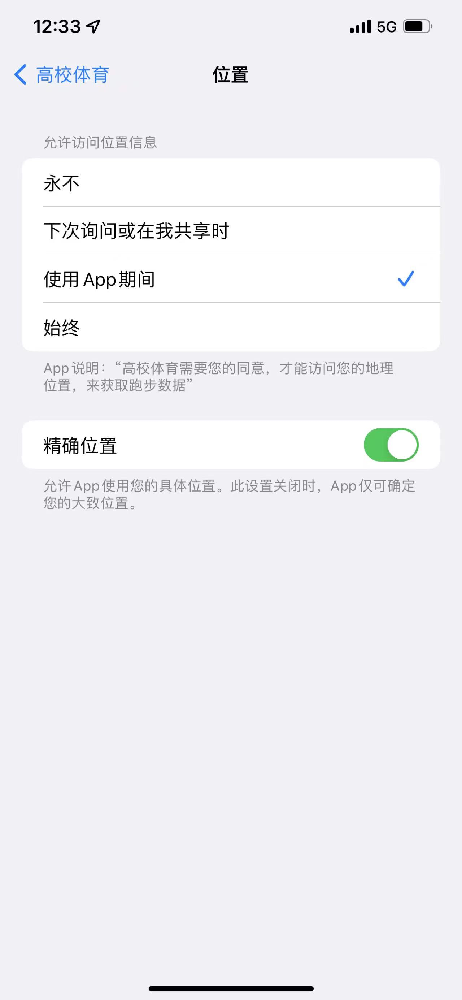 12:33 5G
高校体育 位置
允许访问位置信息
永不
下次询问或在我共享时
使用 App 期间
始终
App 说明：“高校体育需要您的同意，才能访问您的地理
位置，来获取跑步数据”
精确位置
允许 App 使用您的具体位置。此设置关闭时，App 仅可确定
您的大致位置。